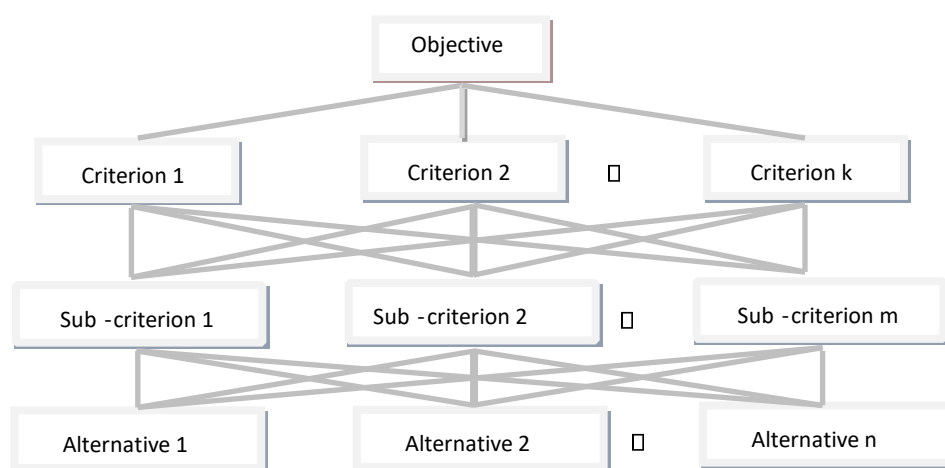 Objective
Criterion 1
Criterion 2
Criterion k
Sub -criterion 1
Sub -criterion 2
Sub -criterion m
Alternative 1
Alternative 2
Alternative n